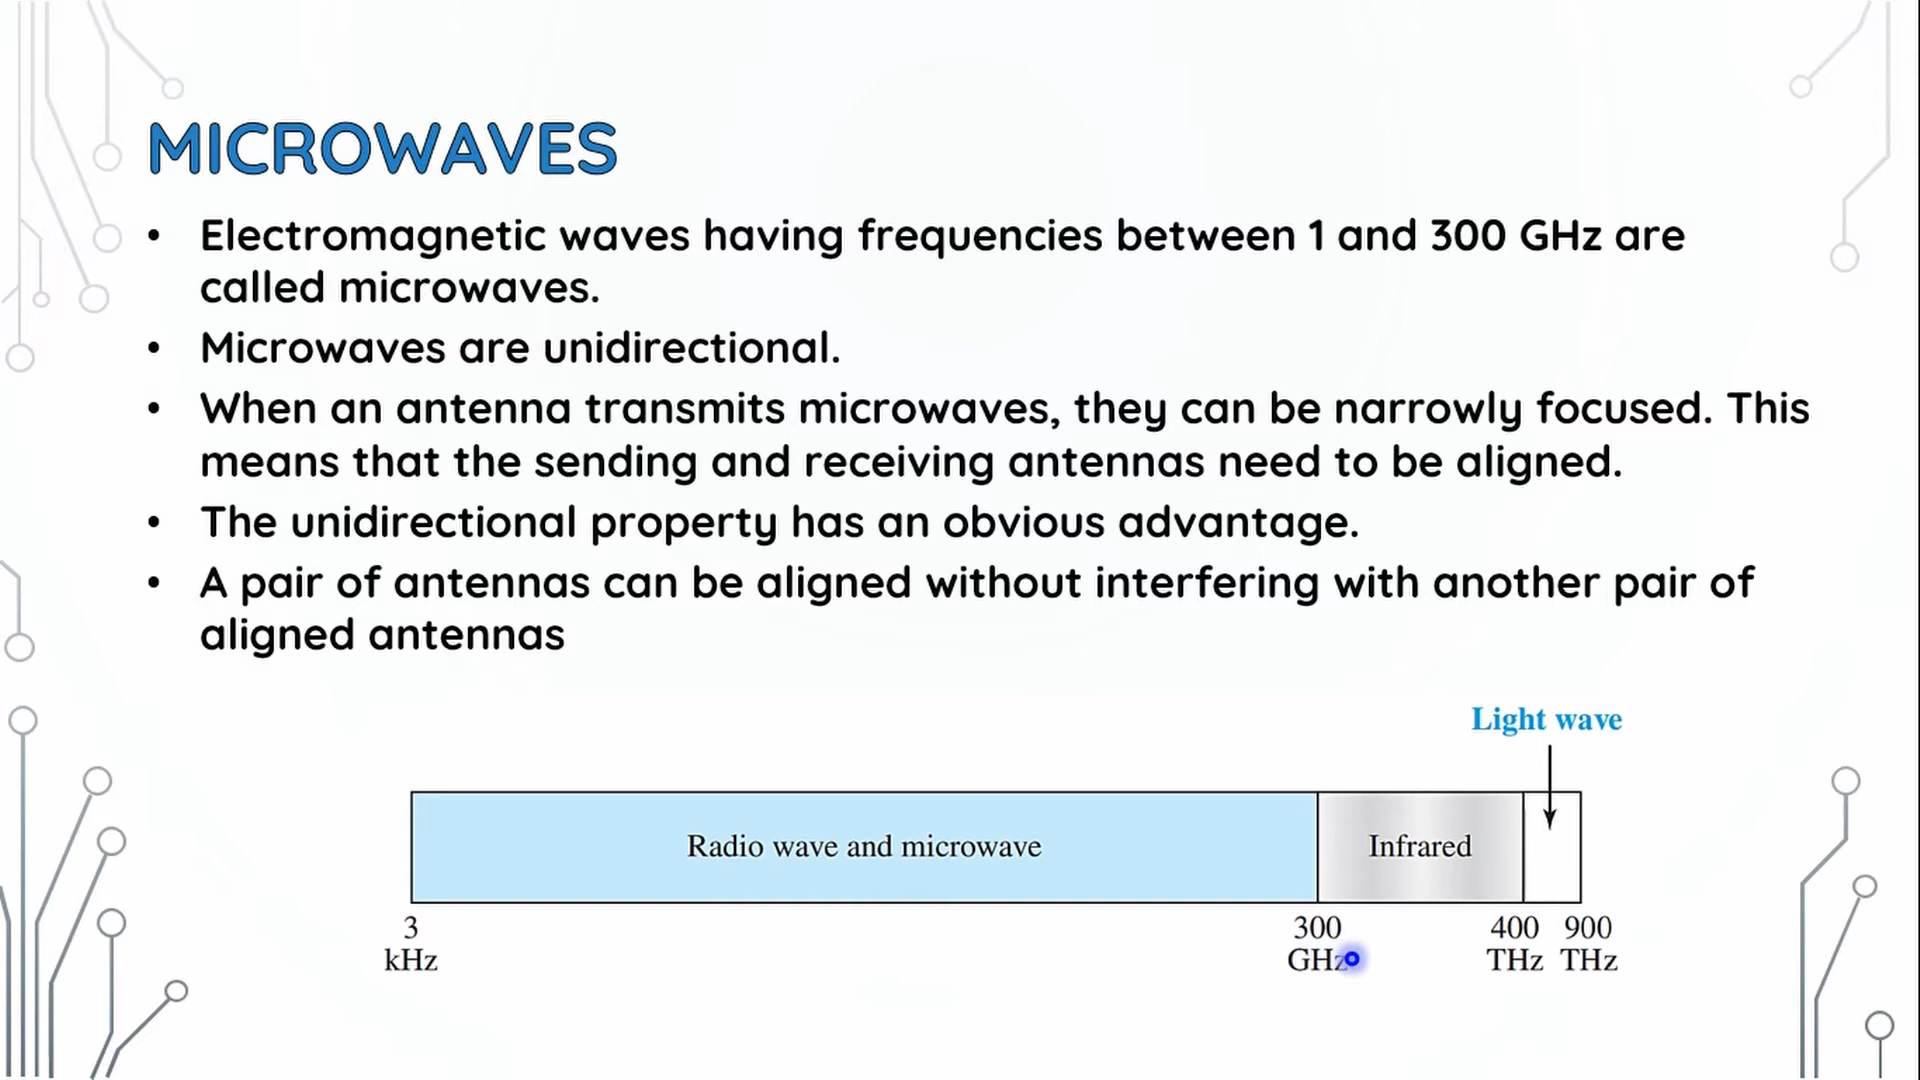 MICROWAVES
• Electromagnetic waves having frequencies between 1 and 300 GHz are
called microwaves.
• Microwaves are unidirectional.
• When an antenna transmits microwaves, they can be narrowly focused. This
means that the sending and receiving antennas need to be aligned.
• The unidirectional property has an obvious advantage.
• A pair of antennas can be aligned without interfering with another pair of
aligned antennas
Light wave
Radio wave and microwave
Infrared
3
kHz
300
GHz
400
THz
900
THz